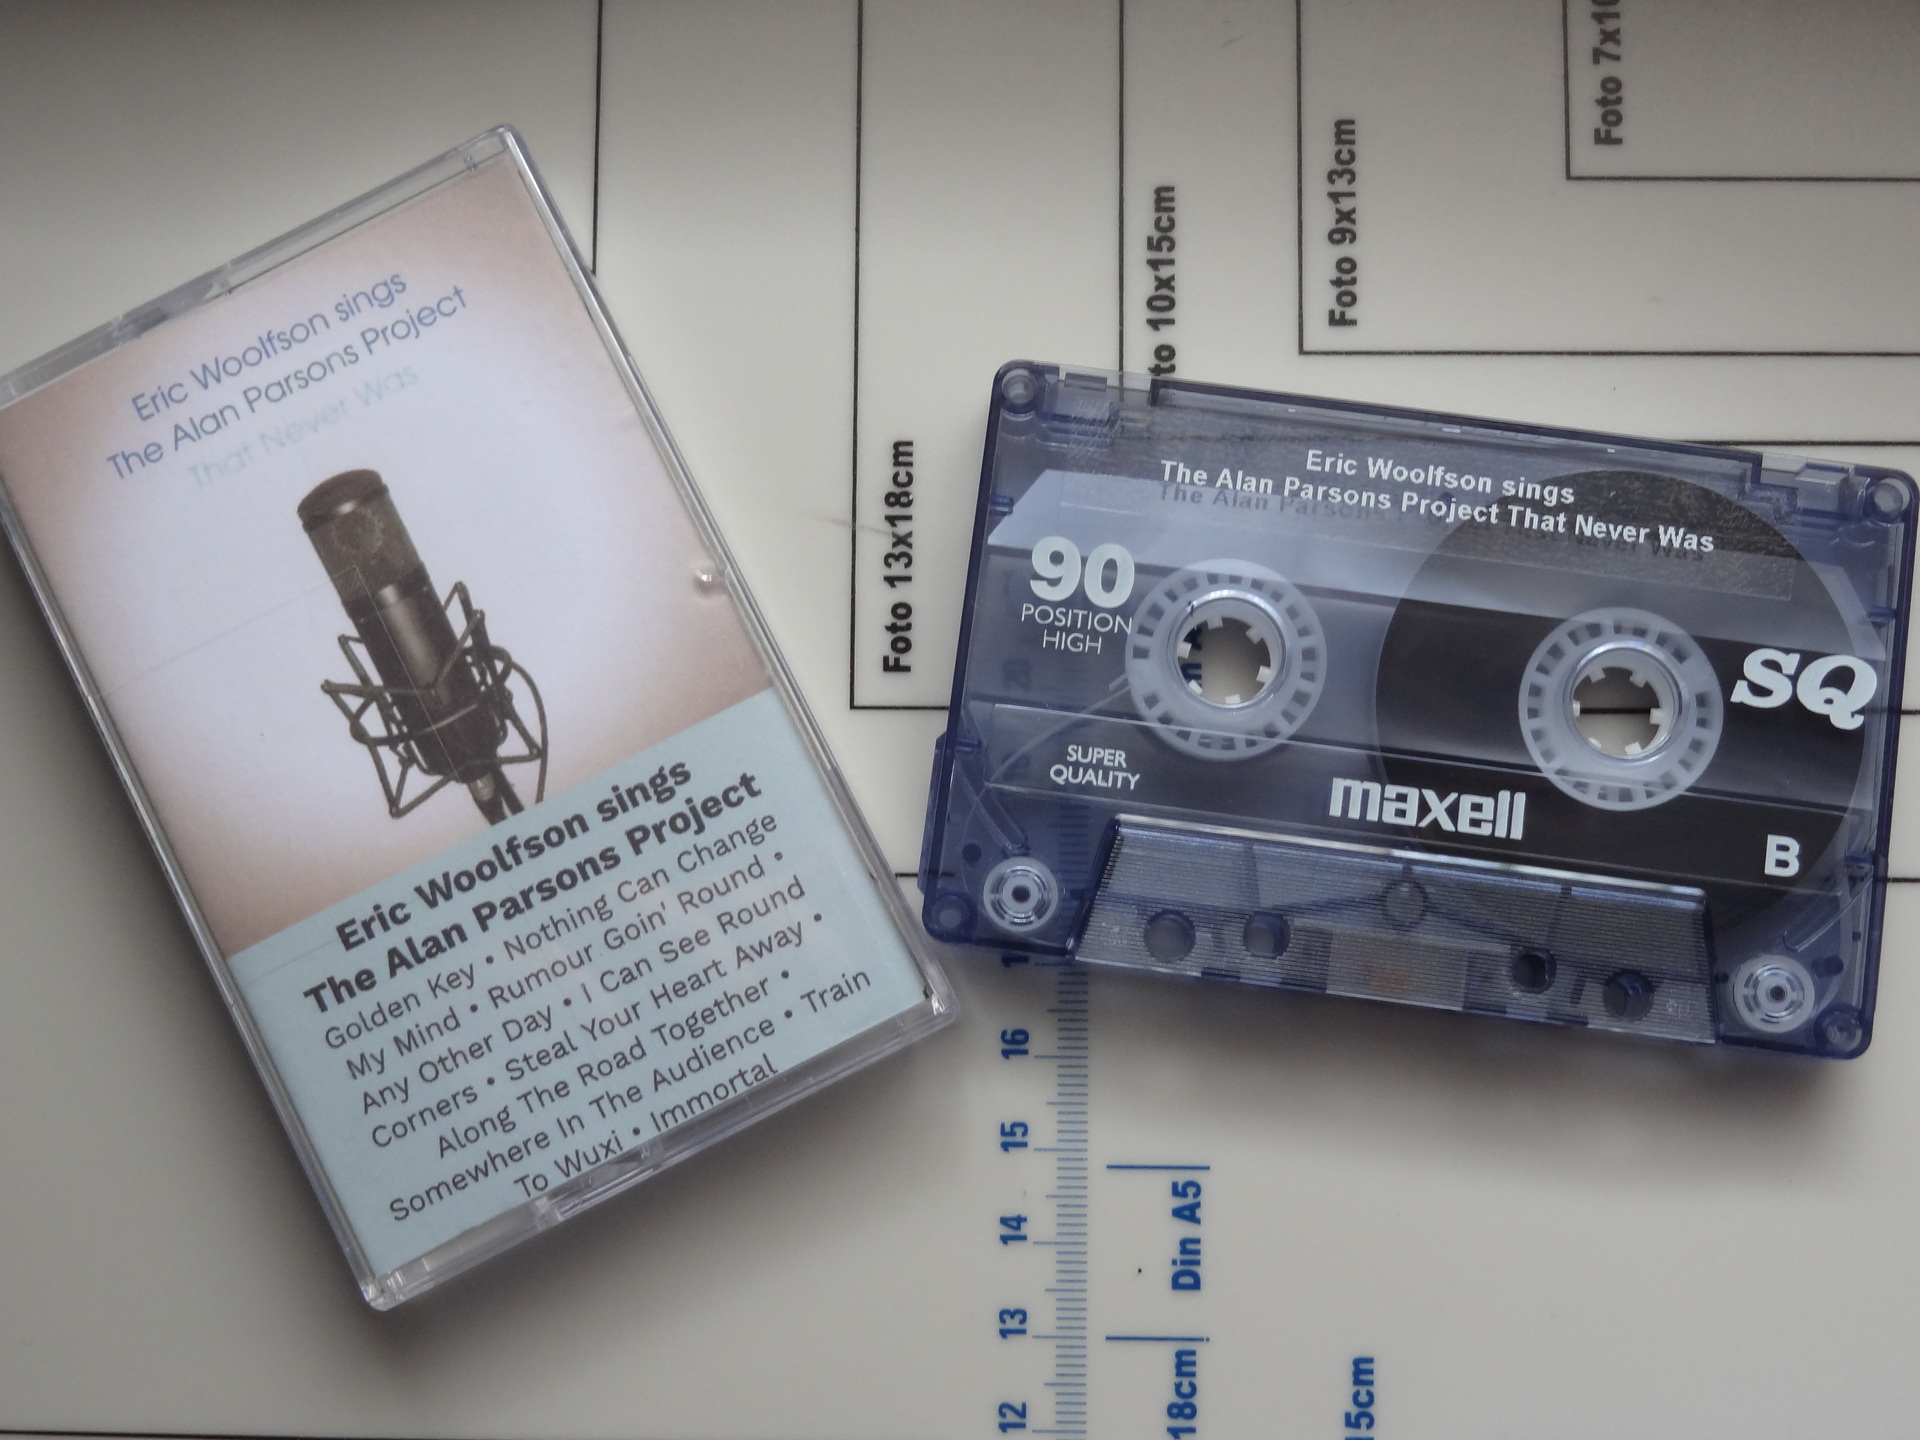 Eric Woolfson sings
The Alan Parsons Project
That Never Was
Eric Woolfson sings
The Alan Parsons Project
Golden Key • Nothing Can Change
My Mind • Rumour Goin' Round •
Any Other Day • I Can See Round
Corners • Steal Your Heart Away •
Along The Road Together •
Somewhere In The Audience • Train
To Wuxi • Immortal
Eric Woolfson sings
The Alan Parsons Project That Never Was
90
POSITION
HIGH
SQ
SUPER
QUALITY
maxell
B
Foto 13x18cm
to 10x15cm
Foto 9x13cm
Foto 7x10
16
15
14
13
12
Din A5
18cm
15cm